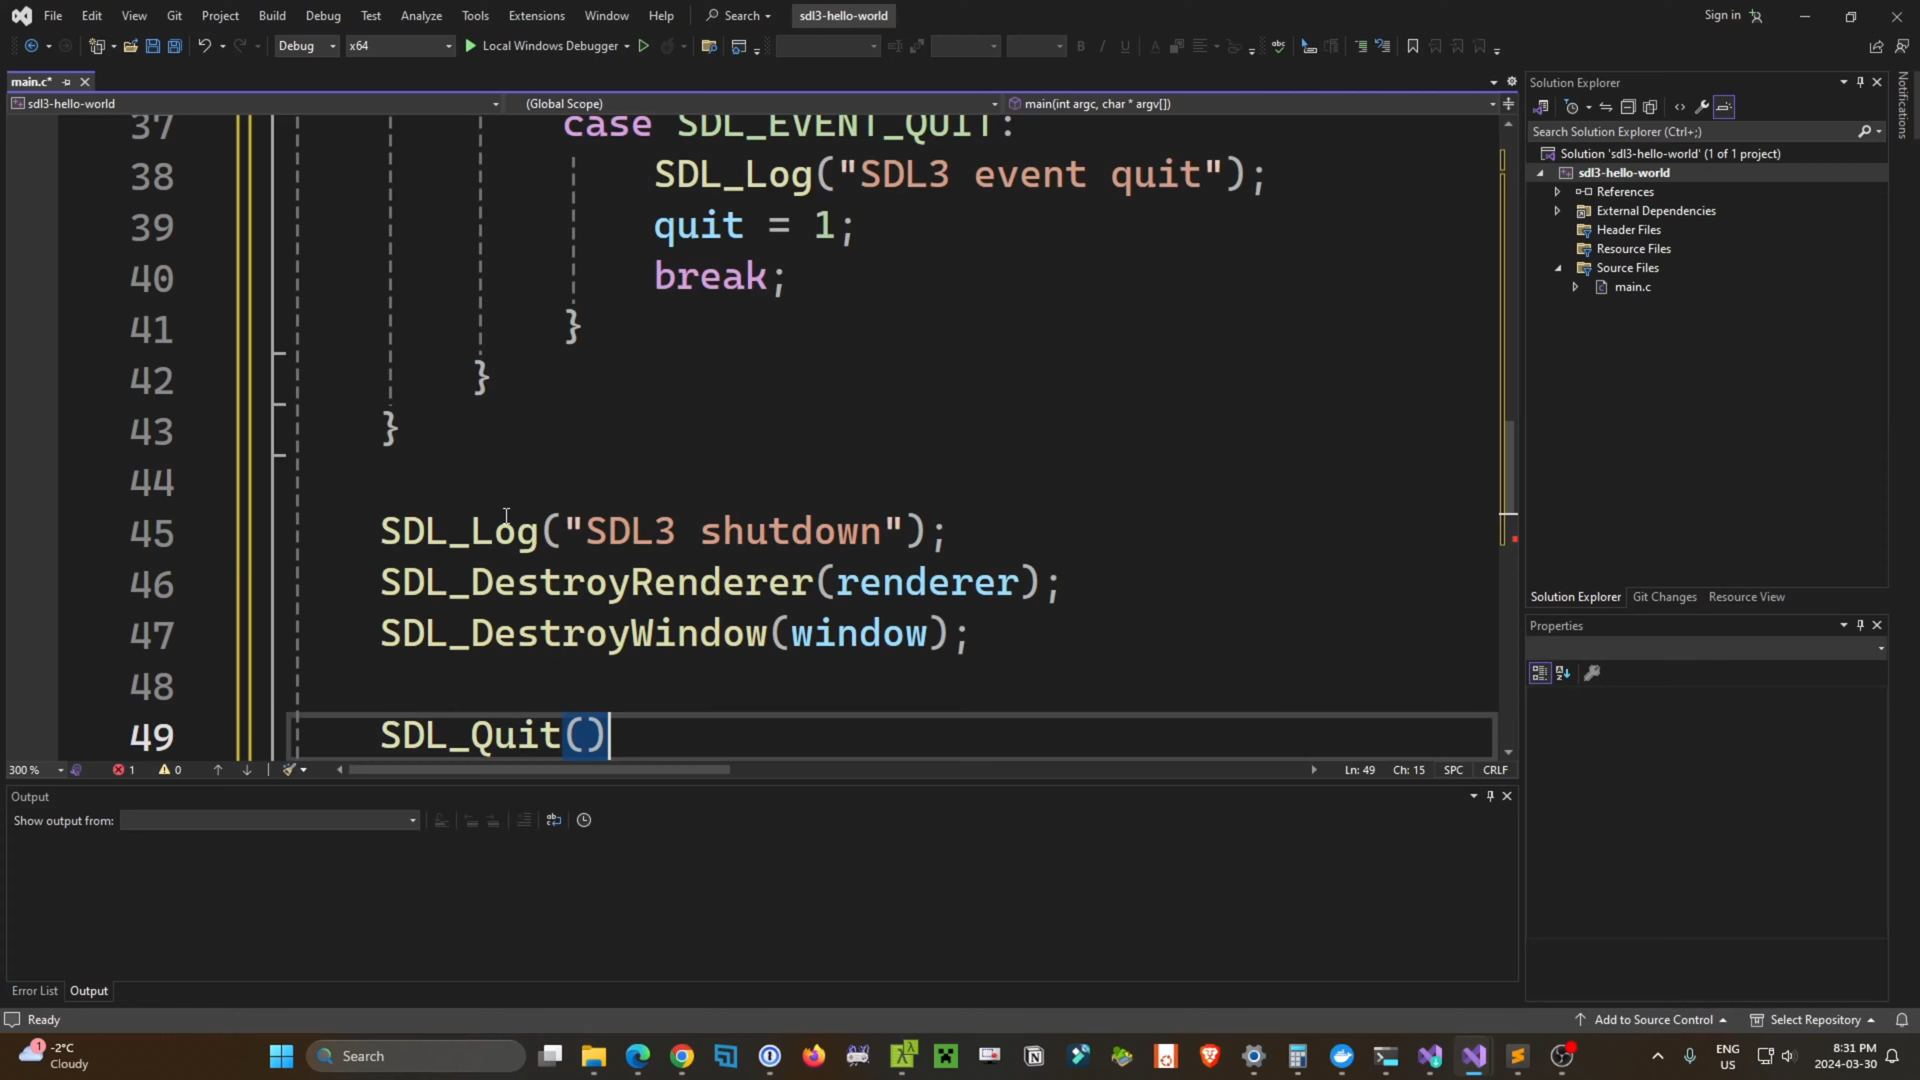 File Edit View Git Project Build Debug Test Analyze Tools Extensions Window Help Search sdl3-hello-world Sign in
Debug x64 Local Windows Debugger
main.c*
sdl3-hello-world (Global Scope) main(int argc, char * argv[])
37 case SDL_EVENT_QUIT:
38 SDL_Log("SDL3 event quit");
39 quit = 1;
40 break;
41 }
42 }
43 }
44
45 SDL_Log("SDL3 shutdown");
46 SDL_DestroyRenderer(renderer);
47 SDL_DestroyWindow(window);
48
49 SDL_Quit()
300 % 1 0 Ln: 49 Ch: 15 SPC CRLF
Output
Show output from:
Error List Output
Solution Explorer
Search Solution Explorer (Ctrl+;)
Solution 'sdl3-hello-world' (1 of 1 project)
sdl3-hello-world
References
External Dependencies
Header Files
Resource Files
Source Files
main.c
Solution Explorer Git Changes Resource View
Properties
Notifications
Ready Add to Source Control Select Repository
1 -2°C
Cloudy
Search
ENG
US
8:31 PM
2024-03-30